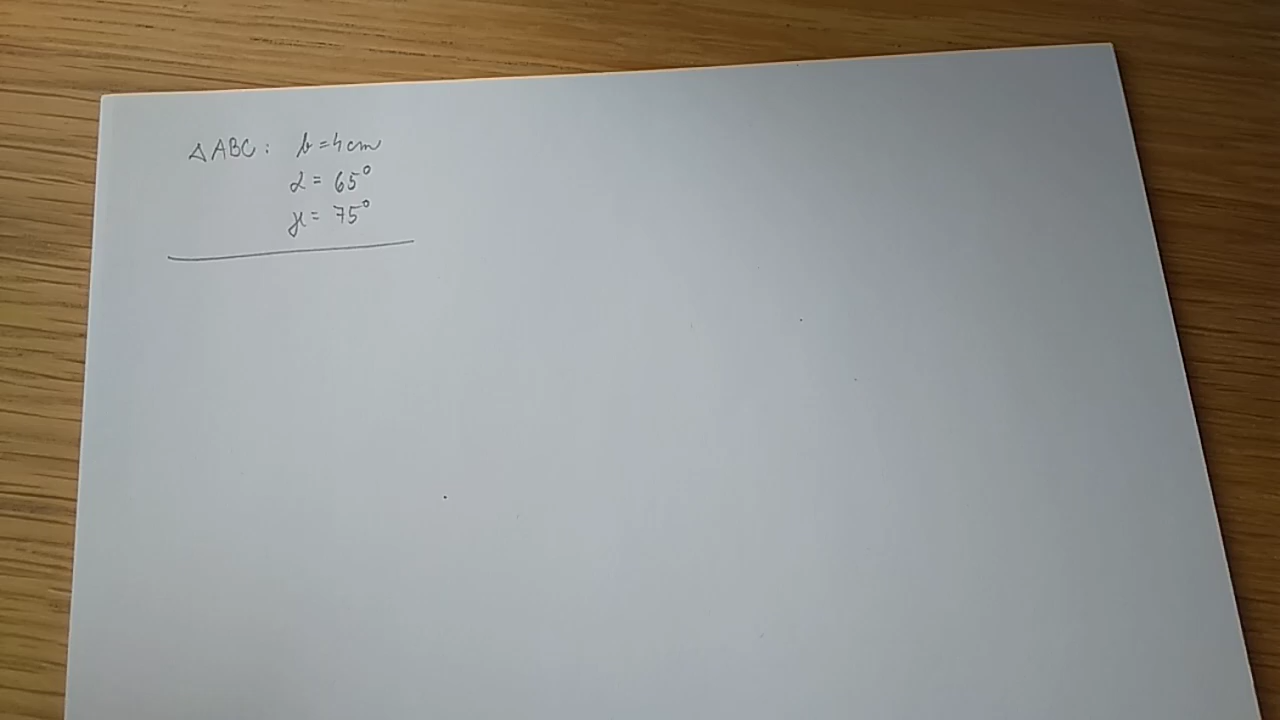 △ABC: b=4cm
α = 65°
γ = 75°